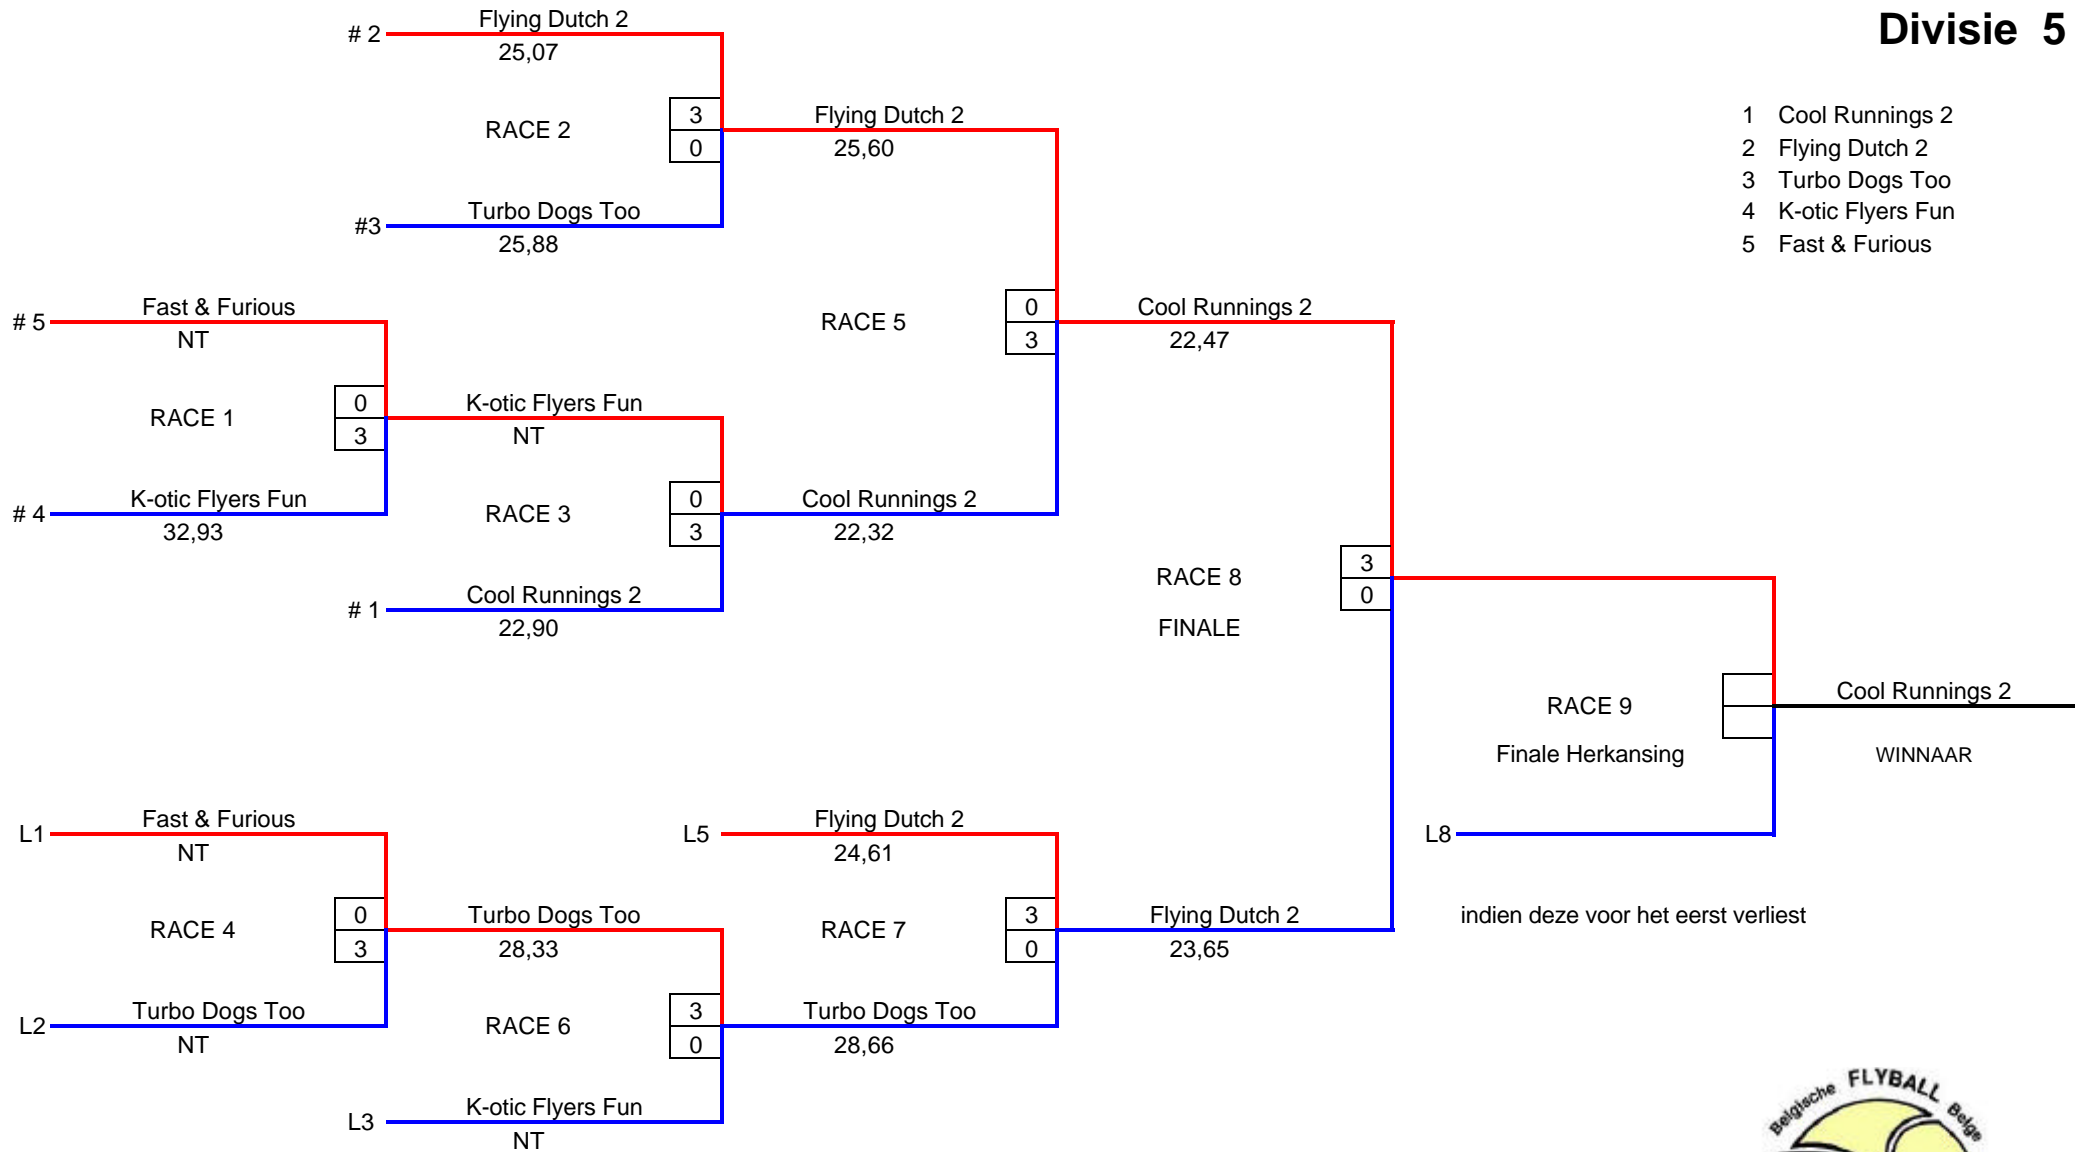 Divisie 5
# 2 Flying Dutch 2
25,07
RACE 2
3
0
#3 Turbo Dogs Too
25,88
Flying Dutch 2
25,60
1 Cool Runnings 2
2 Flying Dutch 2
3 Turbo Dogs Too
4 K-otic Flyers Fun
5 Fast & Furious
# 5 Fast & Furious
NT
RACE 1
0
3
# 4 K-otic Flyers Fun
32,93
K-otic Flyers Fun
NT
RACE 3
0
3
# 1 Cool Runnings 2
22,90
RACE 5
0
3
Cool Runnings 2
22,32
Cool Runnings 2
22,47
RACE 8
3
0
FINALE
RACE 9
Finale Herkansing
Cool Runnings 2
WINNAAR
L8
indien deze voor het eerst verliest
L1 Fast & Furious
NT
RACE 4
0
3
L2 Turbo Dogs Too
NT
Turbo Dogs Too
28,33
RACE 6
3
0
L3 K-otic Flyers Fun
NT
L5 Flying Dutch 2
24,61
RACE 7
3
0
Turbo Dogs Too
28,66
Flying Dutch 2
23,65
Belgische FLYBALL Belge